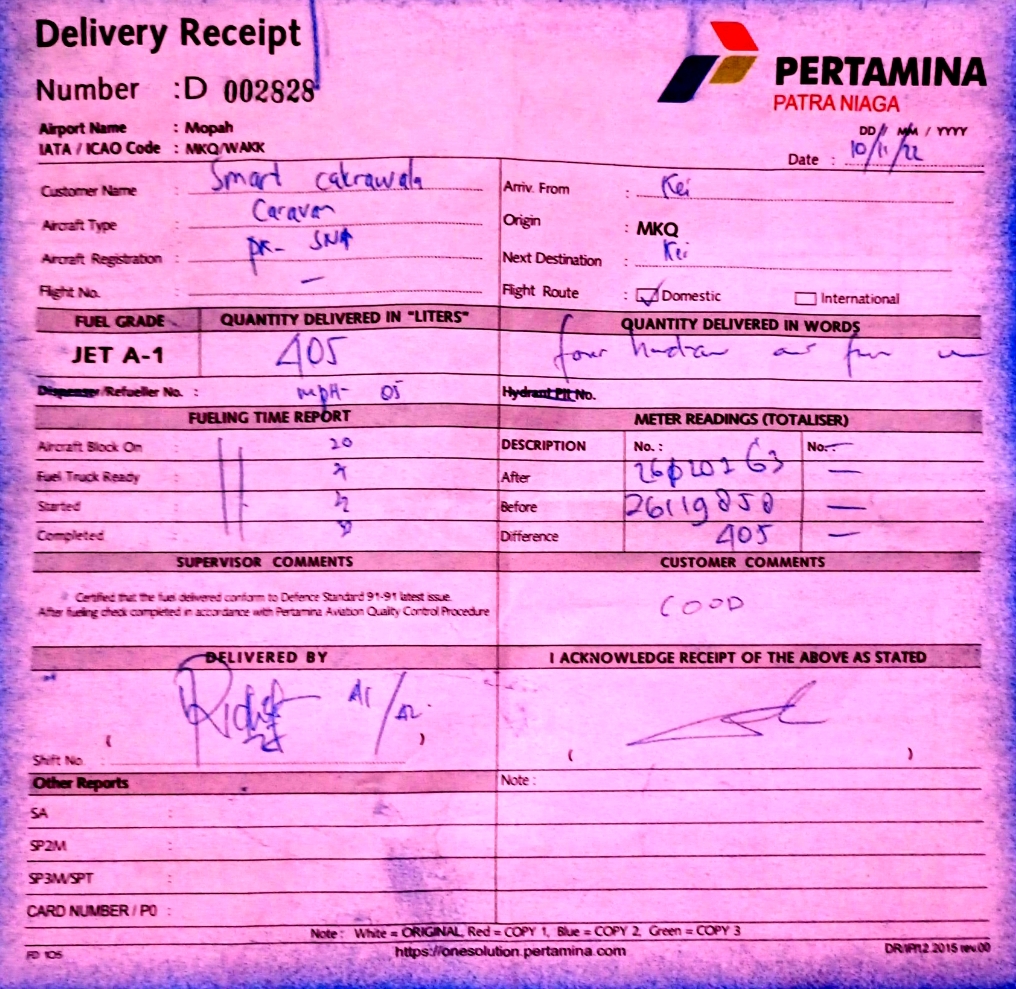 Delivery Receipt
Number : D 002828
PERTAMINA
PATRA NIAGA
Airport Name : Mopah
IATA / ICAO Code : MKQ/WAKK
DD / MM / YYYY
Date : 10/11/22
Customer Name : Smart cakrawala
Aircraft Type : Caravan
Aircraft Registration : PK- SNA
Flight No. : —
Arriv. From : Kei
Origin : MKQ
Next Destination : Kei
Flight Route : Domestic International
FUEL GRADE QUANTITY DELIVERED IN "LITERS" QUANTITY DELIVERED IN WORDS
JET A-1 405 four
Dispenser/Refueller No. : MPH- 05 Hydrant Pit No.
FUELING TIME REPORT METER READINGS (TOTALISER)
Aircraft Block On : 20 DESCRIPTION No. : No. —
Fuel Truck Ready : After —
Started : Before 26119858 —
Completed : Difference 405 —
SUPERVISOR COMMENTS CUSTOMER COMMENTS
Certified that the fuel delivered conform to Defence Standard 91-91 latest issue.
After fueling check completed in accordance with Pertamina Aviation Quality Control Procedure
COOD
DELIVERED BY I ACKNOWLEDGE RECEIPT OF THE ABOVE AS STATED
( ) ( )
Shift No. :
Other Reports Note :
SA :
SP2M :
SP3M/SPT :
CARD NUMBER / PO :
Note : White = ORIGINAL, Red = COPY 1, Blue = COPY 2, Green = COPY 3
FD 105 https://onesolution.pertamina.com DR/IP/12.2015 rev.00